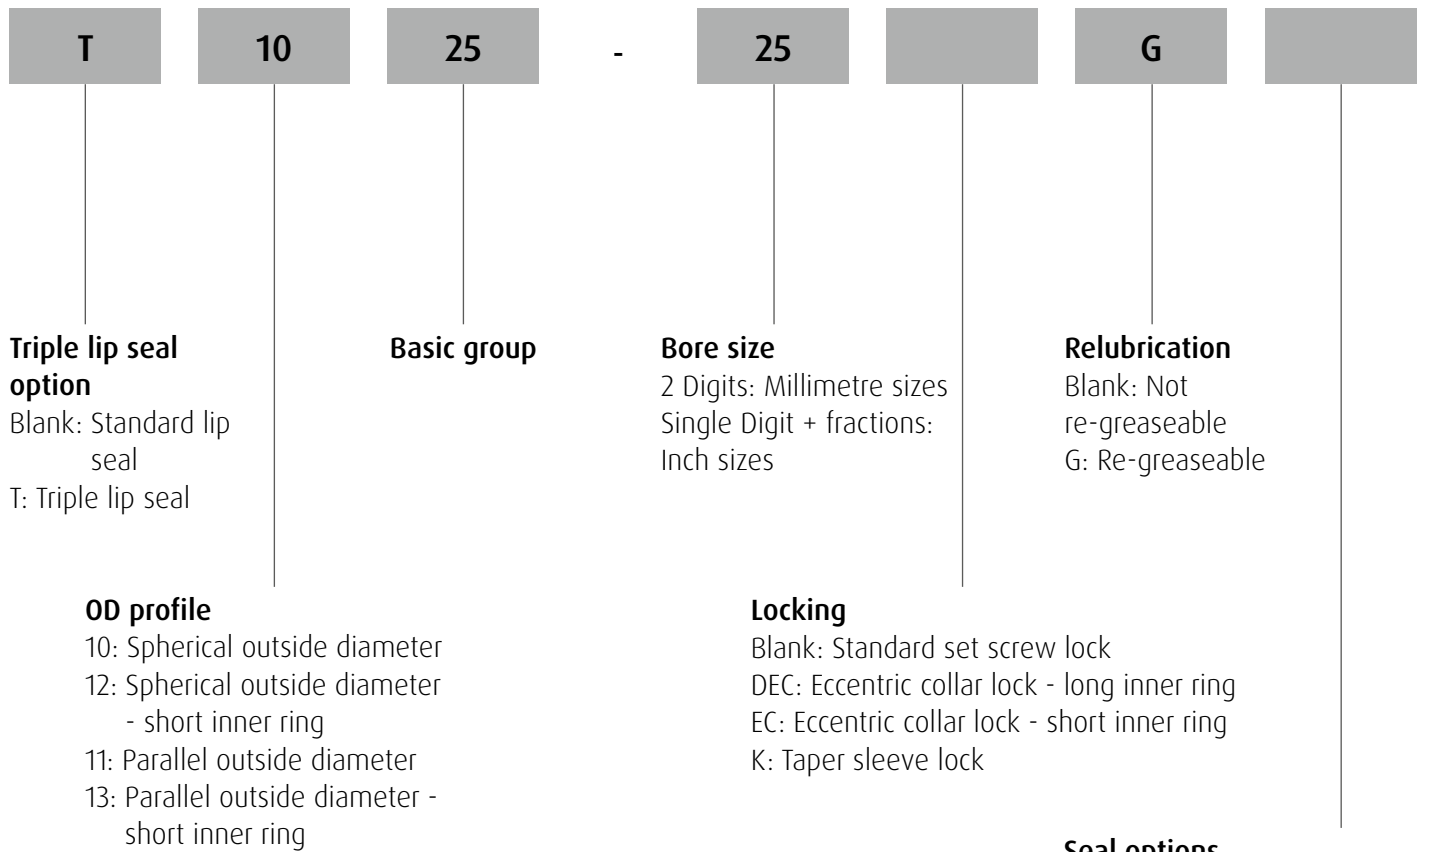 T 10 25 - 25 G
Triple lip seal
option
Blank: Standard lip
seal
T: Triple lip seal
Basic group
Bore size
2 Digits: Millimetre sizes
Single Digit + fractions:
Inch sizes
Relubrication
Blank: Not
re-greaseable
G: Re-greaseable
OD profile
10: Spherical outside diameter
12: Spherical outside diameter
- short inner ring
11: Parallel outside diameter
13: Parallel outside diameter -
short inner ring
Locking
Blank: Standard set screw lock
DEC: Eccentric collar lock - long inner ring
EC: Eccentric collar lock - short inner ring
K: Taper sleeve lock
Seal options